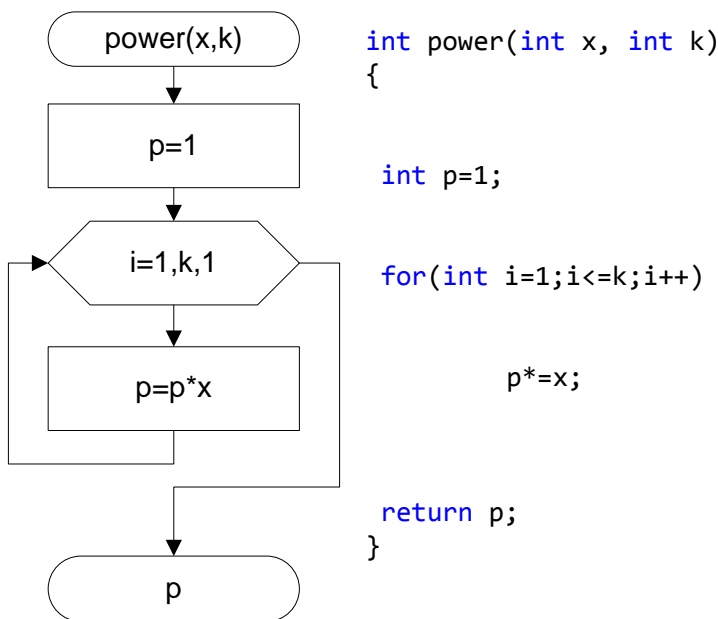 power(x,k)
p=1
i=1,k,1
p=p*x
p
int power(int x, int k)
{
int p=1;
for(int i=1;i<=k;i++)
p*=x;
return p;
}